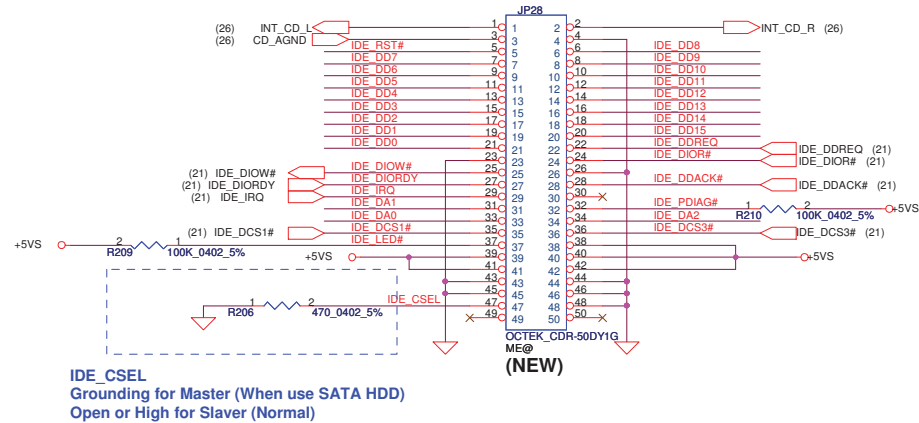 JP28
(26) INT_CD_L 1 1 2 2 INT_CD_R (26)
(26) CD_AGND 3 3 4 4
IDE_RST# 5 5 6 6 IDE_DD8
IDE_DD7 7 7 8 8 IDE_DD9
IDE_DD6 9 9 10 10 IDE_DD10
IDE_DD5 11 11 12 12 IDE_DD11
IDE_DD4 13 13 14 14 IDE_DD12
IDE_DD3 15 15 16 16 IDE_DD13
IDE_DD2 17 17 18 18 IDE_DD14
IDE_DD1 19 19 20 20 IDE_DD15
IDE_DD0 21 21 22 22 IDE_DDREQ IDE_DDREQ (21)
23 23 24 24 IDE_DIOR# IDE_DIOR# (21)
(21) IDE_DIOW# IDE_DIOW# 25 25 26 26
(21) IDE_DIORDY IDE_DIORDY 27 27 28 28 IDE_DDACK# IDE_DDACK# (21)
(21) IDE_IRQ IDE_IRQ 29 29 30 30
IDE_DA1 31 31 32 32 IDE_PDIAG# 1 2 +5VS
R210 100K_0402_5%
IDE_DA0 33 33 34 34 IDE_DA2
(21) IDE_DCS1# IDE_DCS1# 35 35 36 36 IDE_DCS3# IDE_DCS3# (21)
+5VS 2 1 IDE_LED# 37 37 38 38
R209 100K_0402_5%
+5VS 39 39 40 40 +5VS
41 41 42 42
43 43 44 44
45 45 46 46
1 2 IDE_CSEL 47 47 48 48
R206 470_0402_5%
49 49 50 50
OCTEK_CDR-50DY1G
ME@
(NEW)
IDE_CSEL
Grounding for Master (When use SATA HDD)
Open or High for Slaver (Normal)